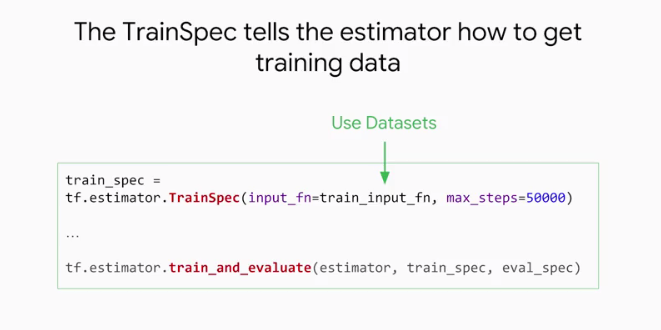 The TrainSpec tells the estimator how to get
training data
Use Datasets
train_spec =
tf.estimator.TrainSpec(input_fn=train_input_fn, max_steps=50000)
…
tf.estimator.train_and_evaluate(estimator, train_spec, eval_spec)